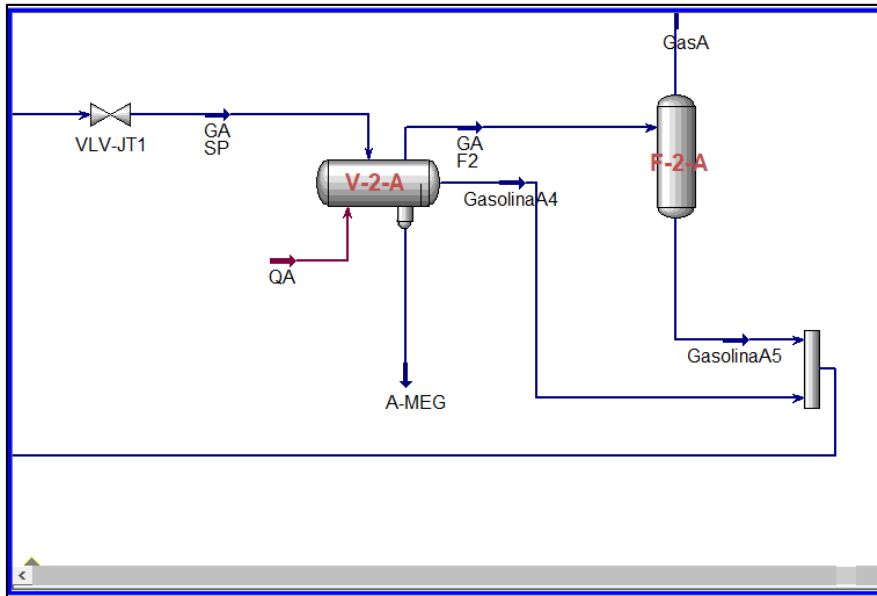 GasA
VLV-JT1
GA
SP
GA
F2
F-2-A
V-2-A
GasolinaA4
QA
GasolinaA5
A-MEG